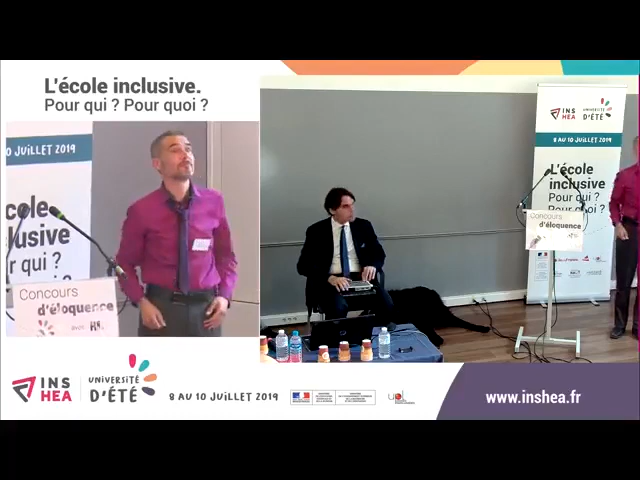 L'école inclusive.
Pour qui ? Pour quoi ?
O JUILLET 2019
cole
clusive
qui ?
Concours
d'éloquence
INS
HEA
UNIVERSITÉ
D'ÉTÉ
8 AU 10 JUILLET 2019
L'école
inclusive
Pour qui ?
Pour quoi ?
Concours
d'éloquence
INS
HEA
UNIVERSITÉ
D'ÉTÉ
8 AU 10 JUILLET 2019
www.inshea.fr